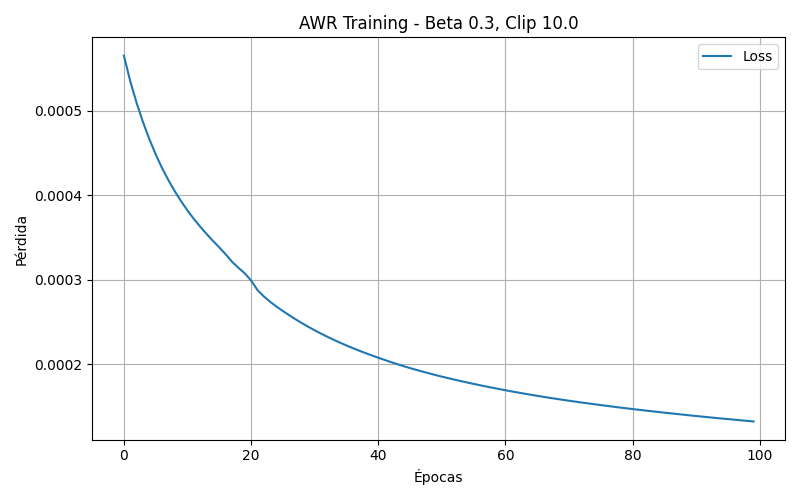 AWR Training - Beta 0.3, Clip 10.0
Loss
0.0005
0.0004
0.0003
0.0002
Pérdida
0 20 40 60 80 100
Épocas